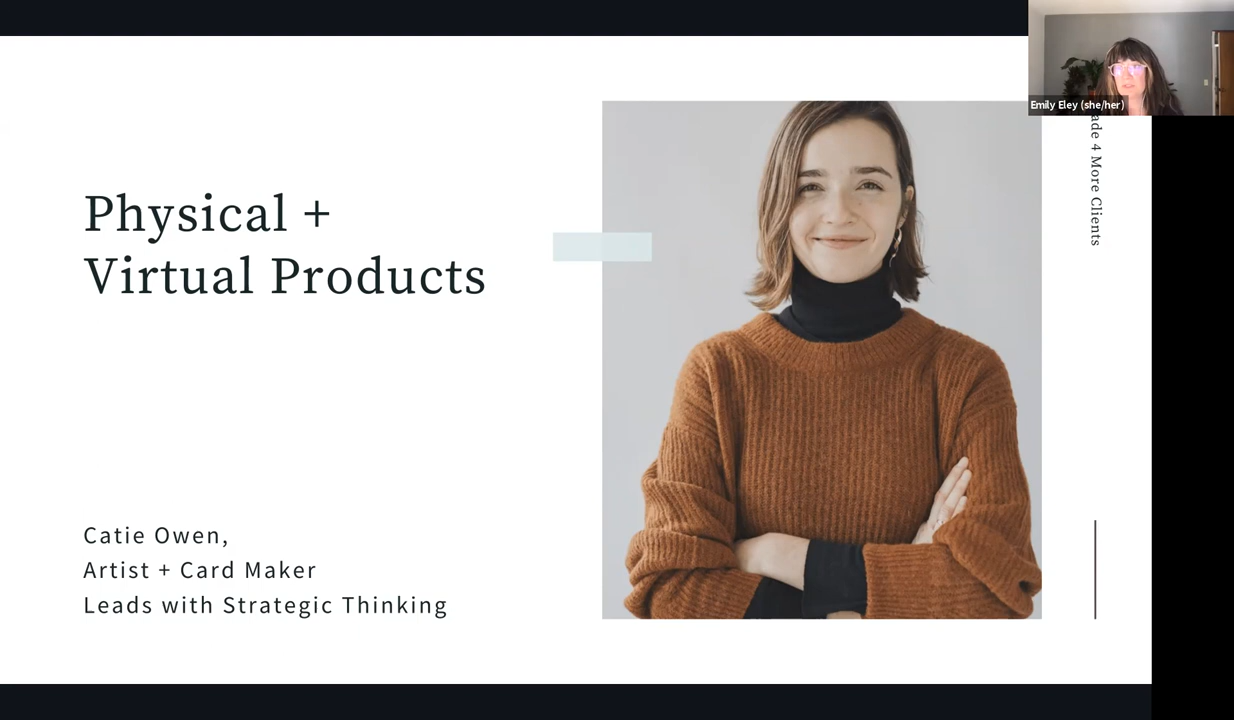 Physical +
Virtual Products
Catie Owen,
Artist + Card Maker
Leads with Strategic Thinking
Emily Eley (she/her)
4 More Clients